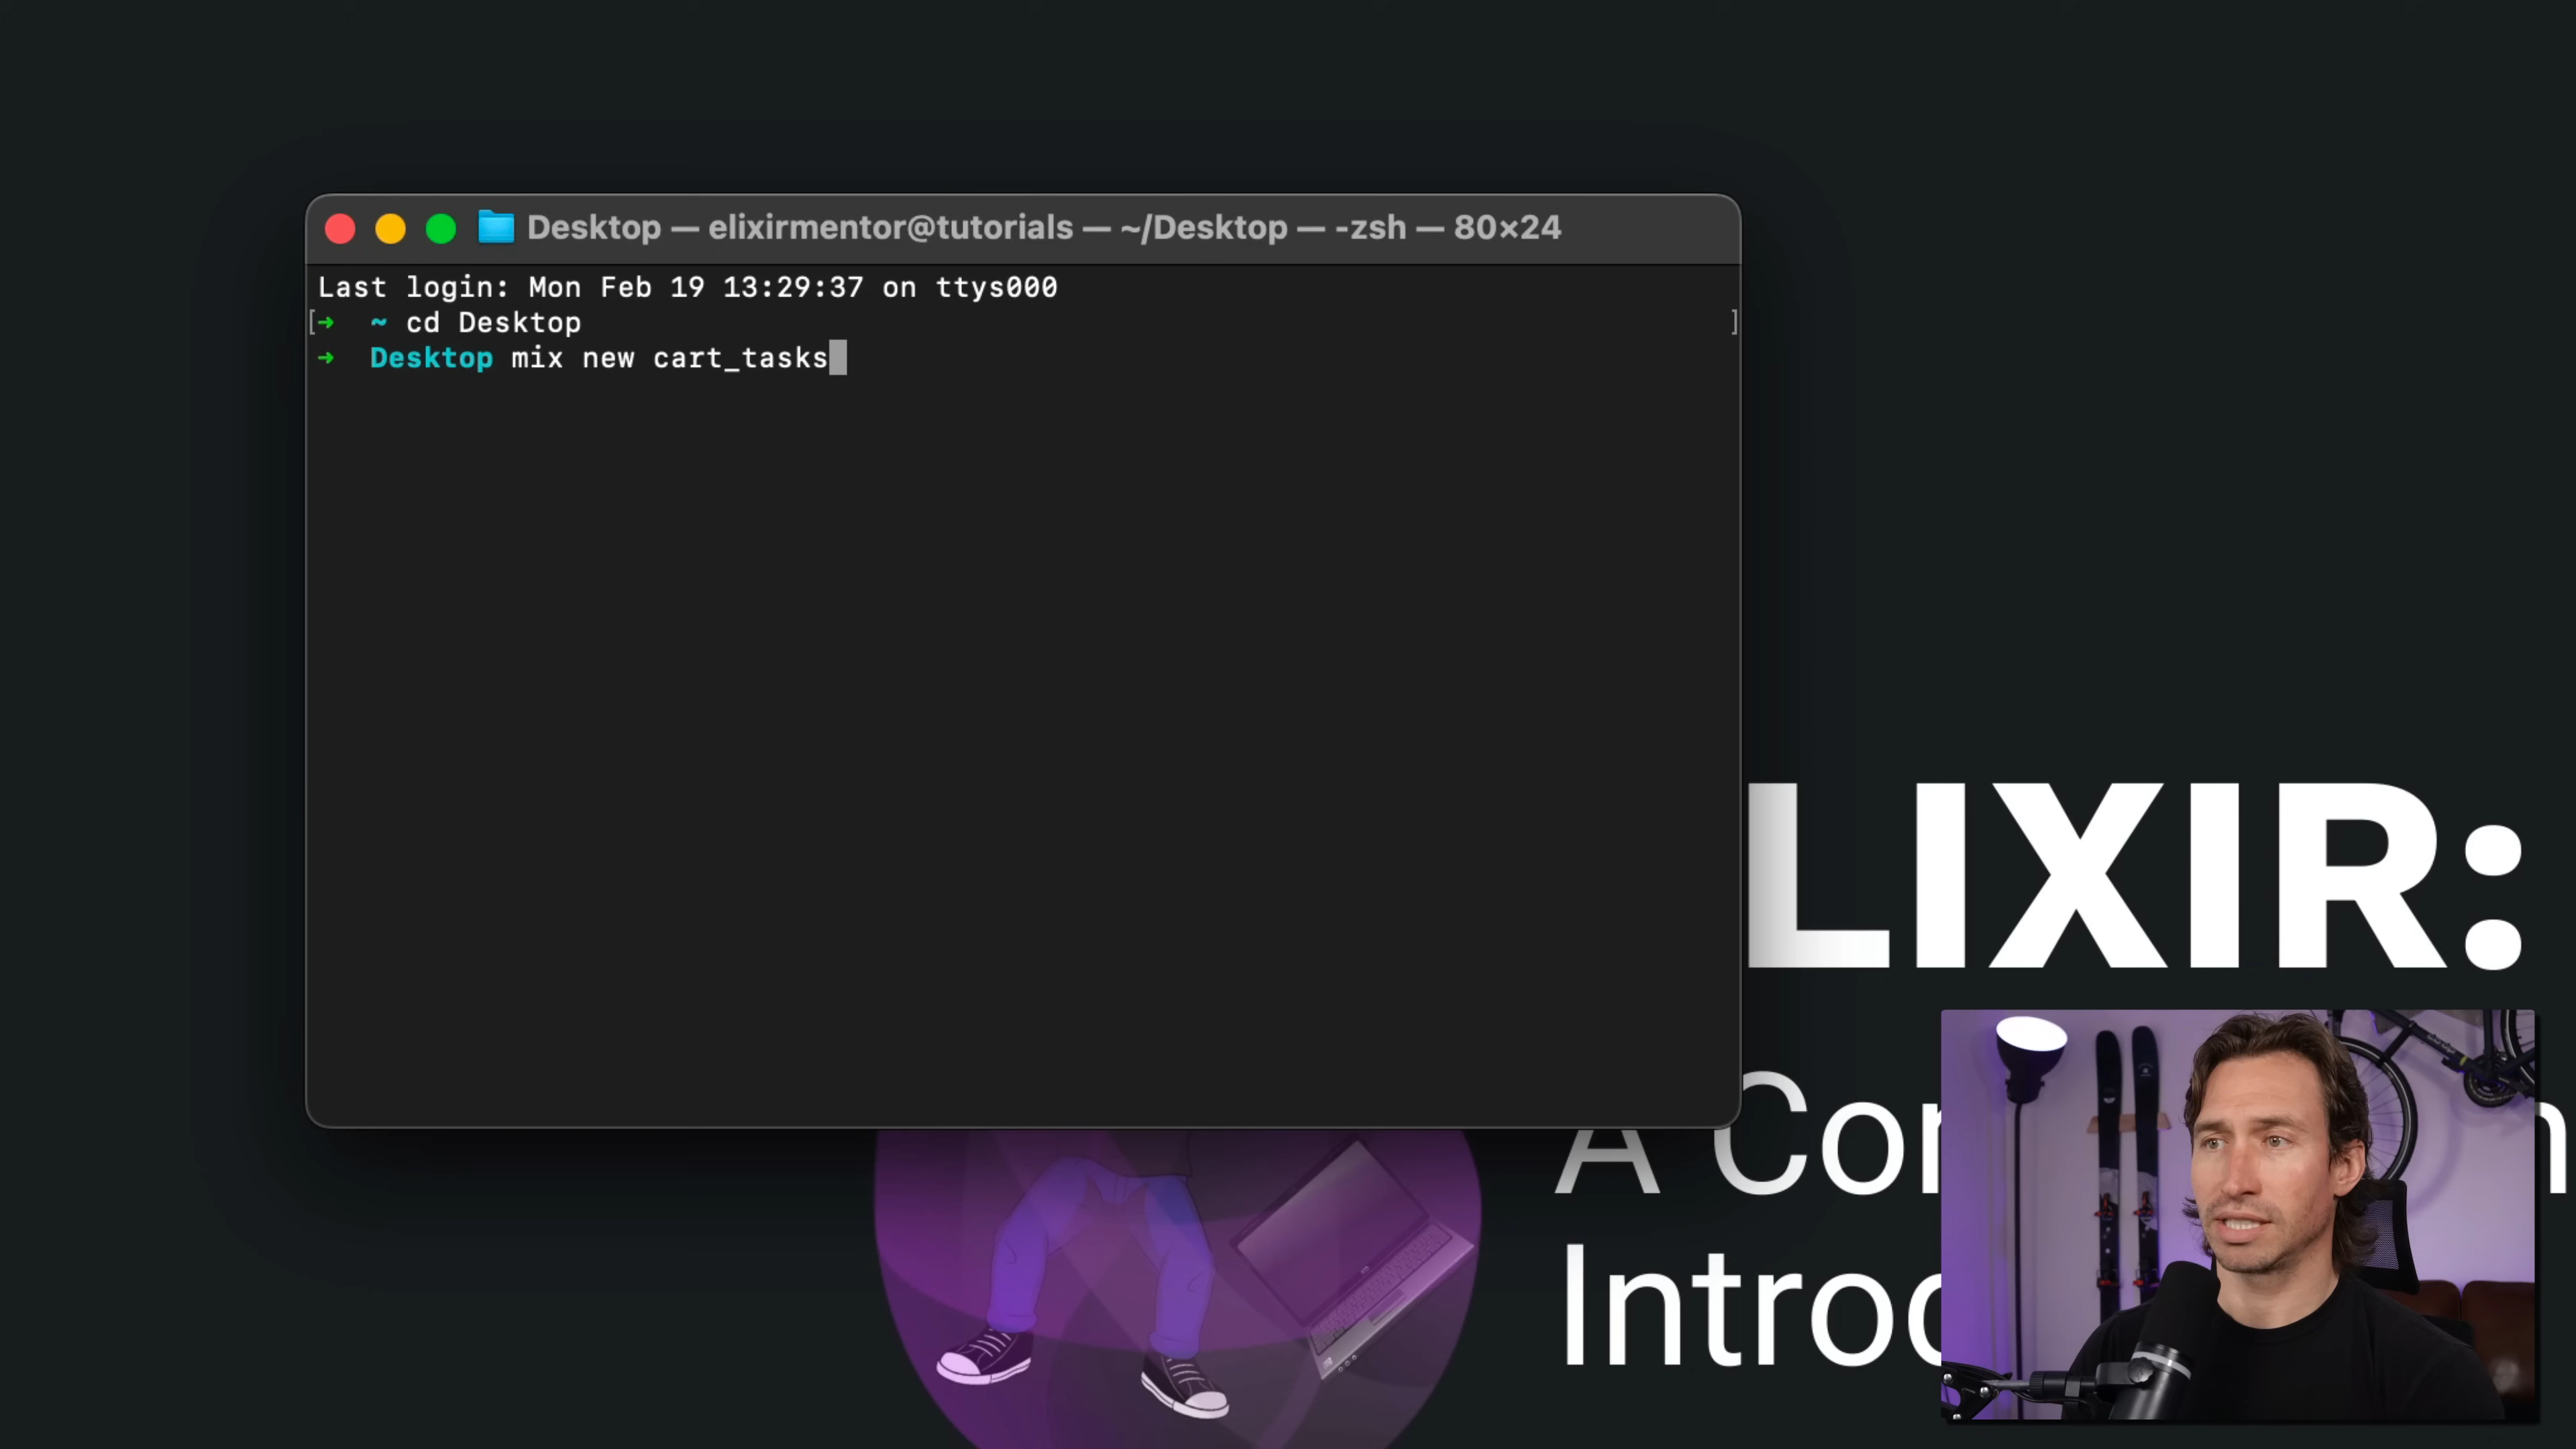 Desktop — elixirmentor@tutorials — ~/Desktop — -zsh — 80×24
Last login: Mon Feb 19 13:29:37 on ttys000
[➜ ~ cd Desktop ]
➜ Desktop mix new cart_tasks
LIXIR:
A Con
Introd